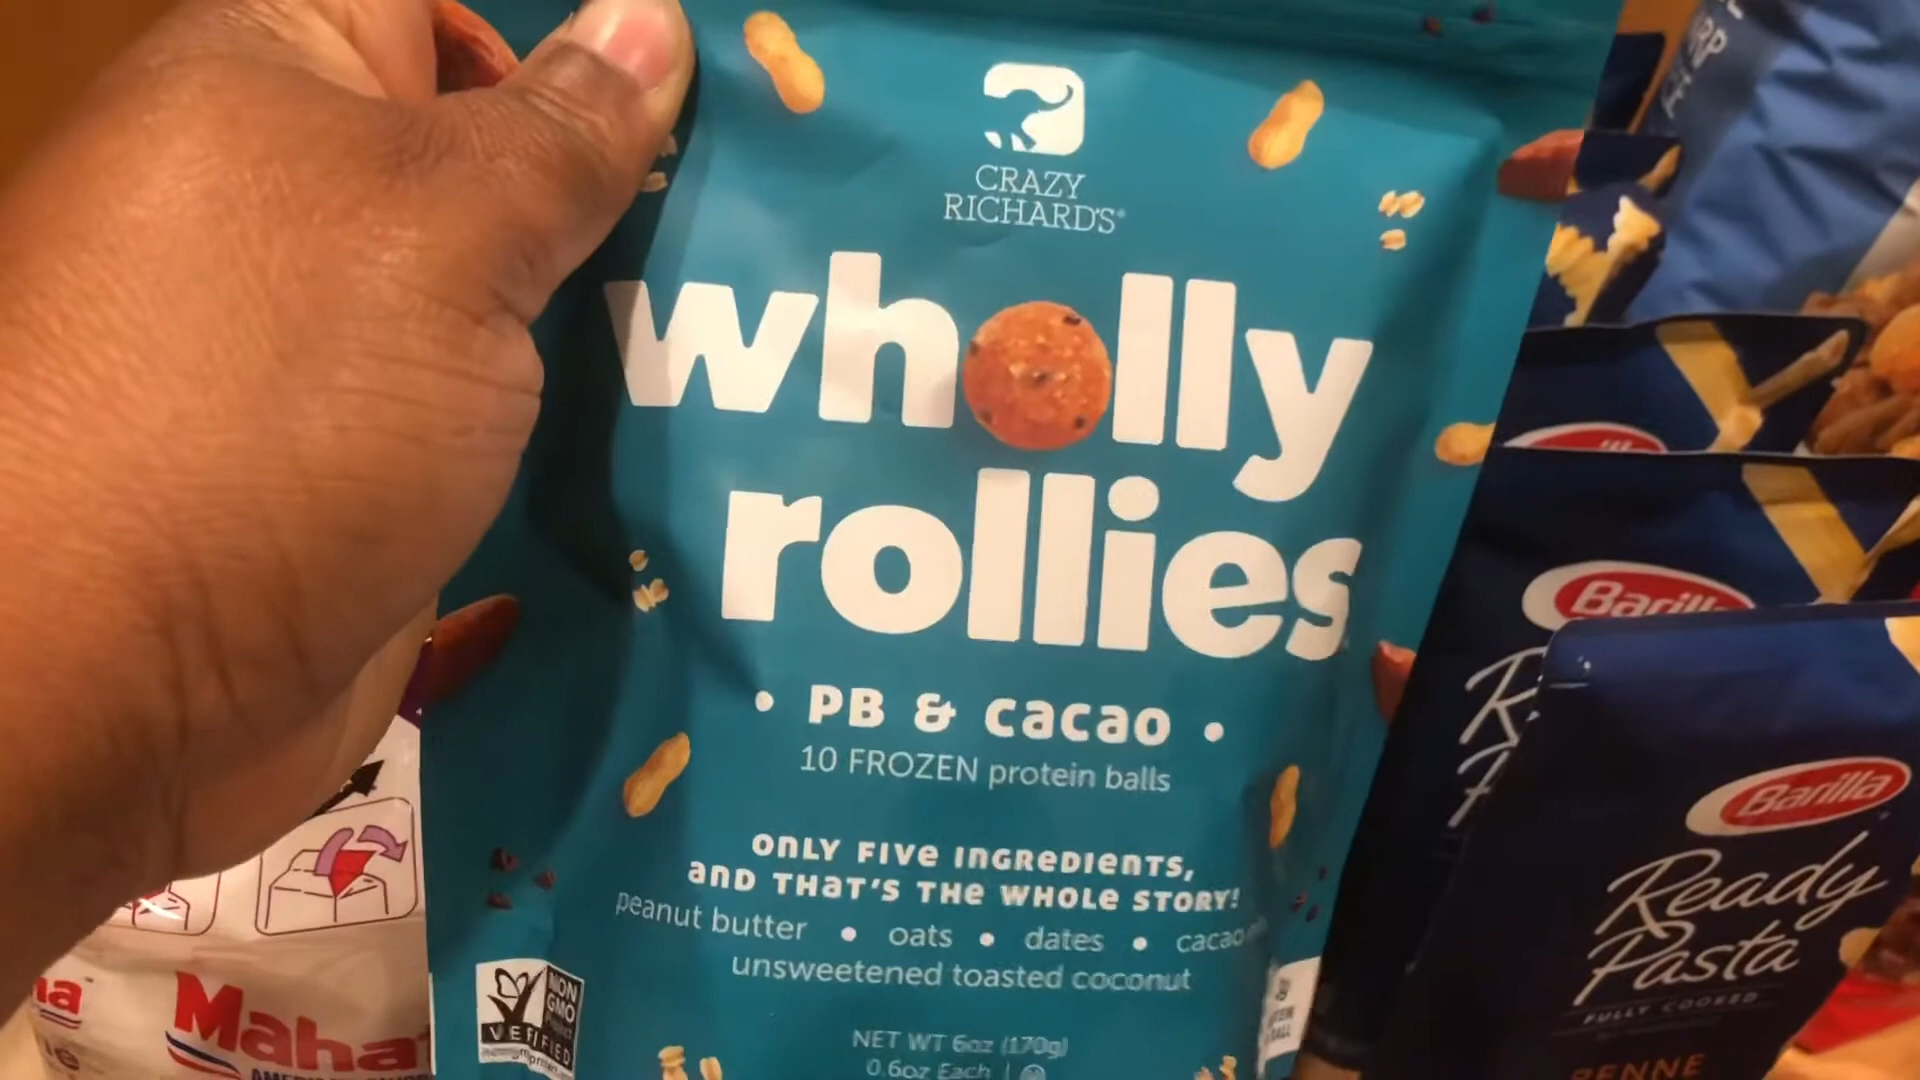 CRAZY
RICHARD'S®
wholly
rollies
• PB & cacao •
10 FROZEN protein balls
ONLY FIVE INGREDIENTS,
AND THAT'S THE WHOLE STORY!
peanut butter • oats • dates • cacao
unsweetened toasted coconut
NON
GMO
Project
VERIFIED
NET WT 6oz (170g)
0.6oz Each
Barilla
Barilla
Ready
Pasta
FULLY COOKED
PENNE
Maha